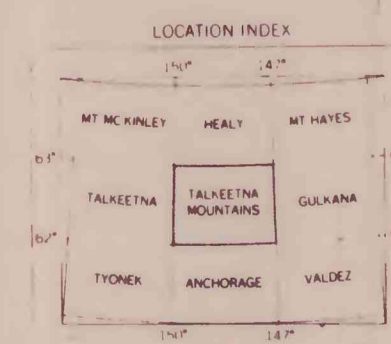 LOCATION INDEX
150° 147°
MT MC KINLEY HEALY MT HAYES
63°
TALKEETNA TALKEETNA MOUNTAINS GULKANA
62°
TYONEK ANCHORAGE VALDEZ
150° 147°